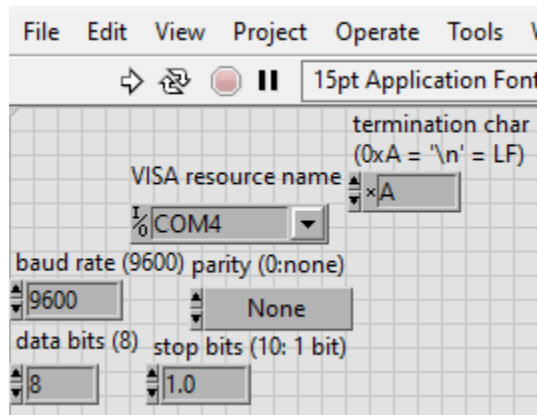 File Edit View Project Operate Tools
15pt Application Font
termination char
(0xA = '\n' = LF)
VISA resource name
×A
I/O COM4
baud rate (9600) parity (0:none)
9600 None
data bits (8) stop bits (10: 1 bit)
8 1.0